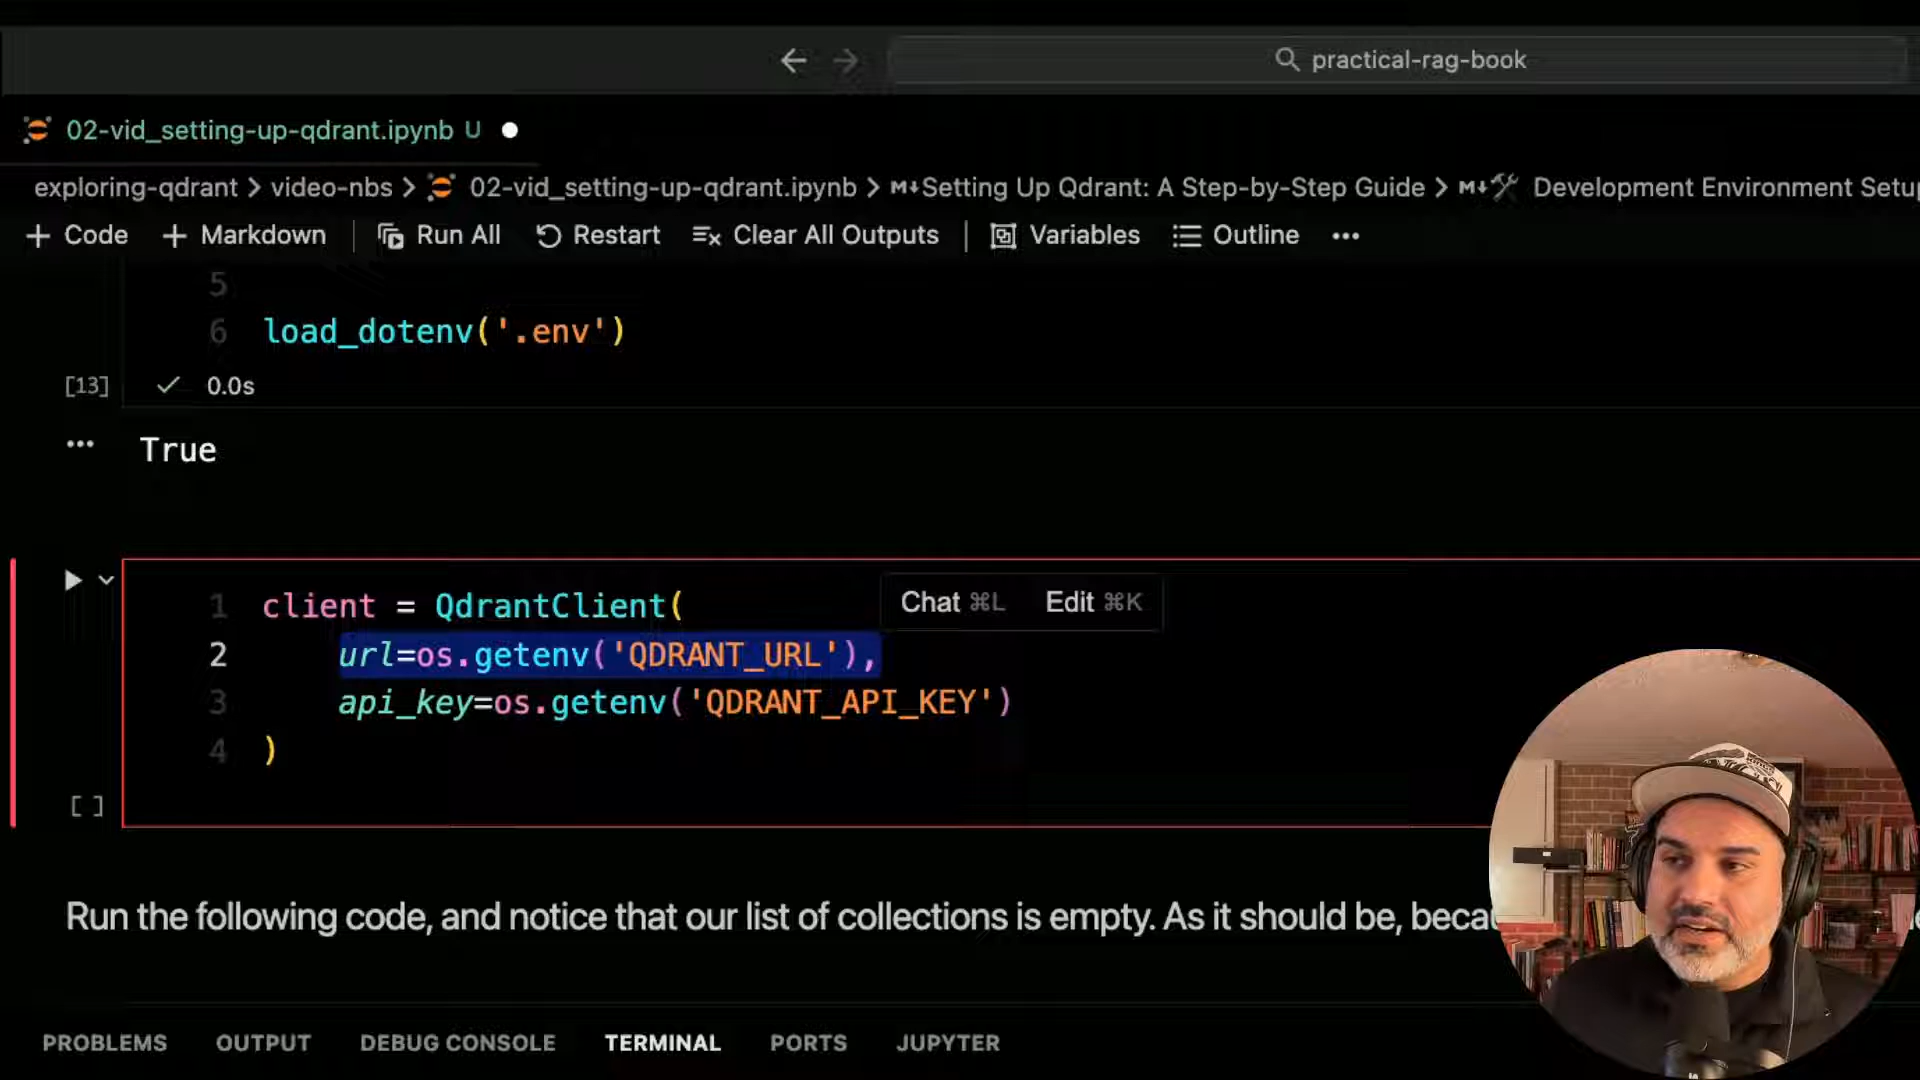 practical-rag-book
02-vid_setting-up-qdrant.ipynb U
exploring-qdrant > video-nbs > 02-vid_setting-up-qdrant.ipynb > M↓Setting Up Qdrant: A Step-by-Step Guide > M↓🛠 Development Environment Setup
+ Code + Markdown | Run All Restart Clear All Outputs | Variables Outline ...
5
6 load_dotenv('.env')
[13] ✓ 0.0s
... True
1 client = QdrantClient(
Chat ⌘L Edit ⌘K
2 url=os.getenv('QDRANT_URL'),
3 api_key=os.getenv('QDRANT_API_KEY')
4 )
[ ]
Run the following code, and notice that our list of collections is empty. As it should be,
PROBLEMS OUTPUT DEBUG CONSOLE TERMINAL PORTS JUPYTER